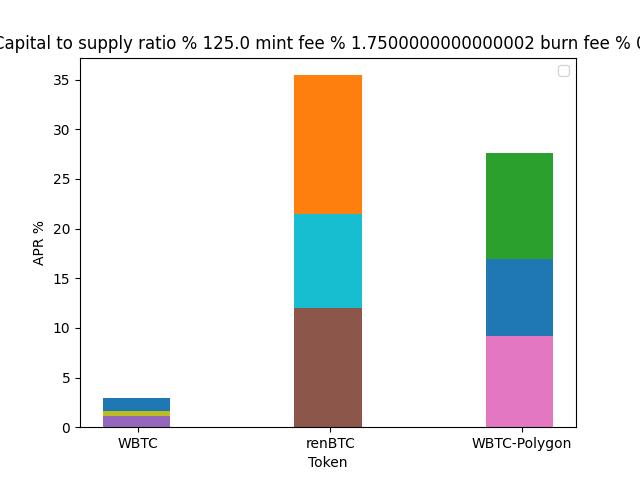 Capital to supply ratio % 125.0 mint fee % 1.7500000000000002 burn fee %
35
30
25
20
15
10
5
0
APR %
WBTC renBTC WBTC-Polygon
Token